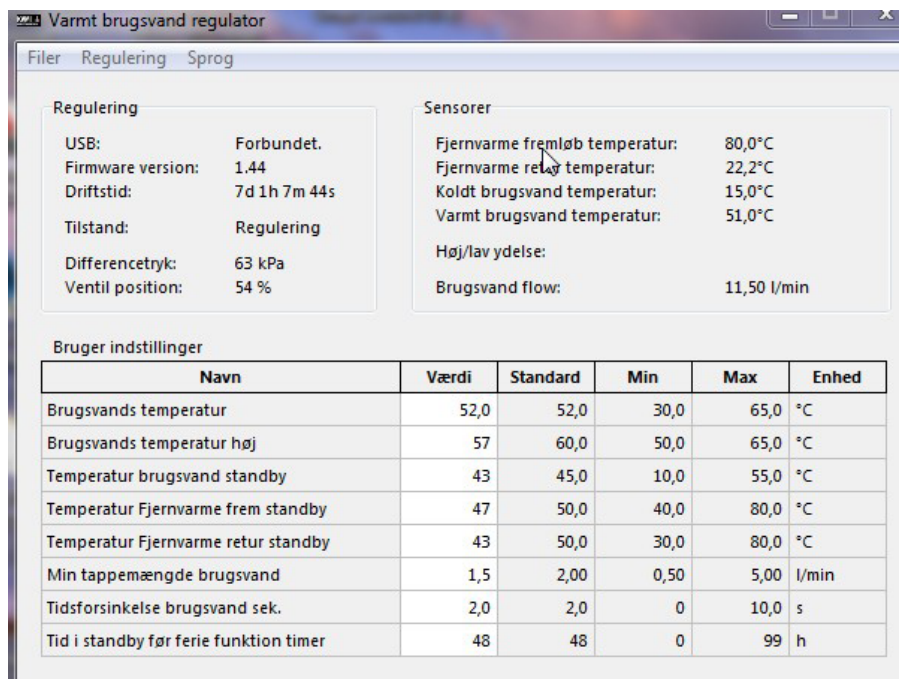 Varmt brugsvand regulator
Filer Regulering Sprog
Regulering
USB: Forbundet.
Firmware version: 1.44
Driftstid: 7d 1h 7m 44s
Tilstand: Regulering
Differencetryk: 63 kPa
Ventil position: 54 %
Sensorer
Fjernvarme fremløb temperatur: 80,0°C
Fjernvarme retur temperatur: 22,2°C
Koldt brugsvand temperatur: 15,0°C
Varmt brugsvand temperatur: 51,0°C
Høj/lav ydelse:
Brugsvand flow: 11,50 l/min
Bruger indstillinger
Navn Værdi Standard Min Max Enhed
Brugsvands temperatur 52,0 52,0 30,0 65,0 °C
Brugsvands temperatur høj 57 60,0 50,0 65,0 °C
Temperatur brugsvand standby 43 45,0 10,0 55,0 °C
Temperatur Fjernvarme frem standby 47 50,0 40,0 80,0 °C
Temperatur Fjernvarme retur standby 43 50,0 30,0 80,0 °C
Min tappemængde brugsvand 1,5 2,00 0,50 5,00 l/min
Tidsforsinkelse brugsvand sek. 2,0 2,0 0 10,0 s
Tid i standby før ferie funktion timer 48 48 0 99 h